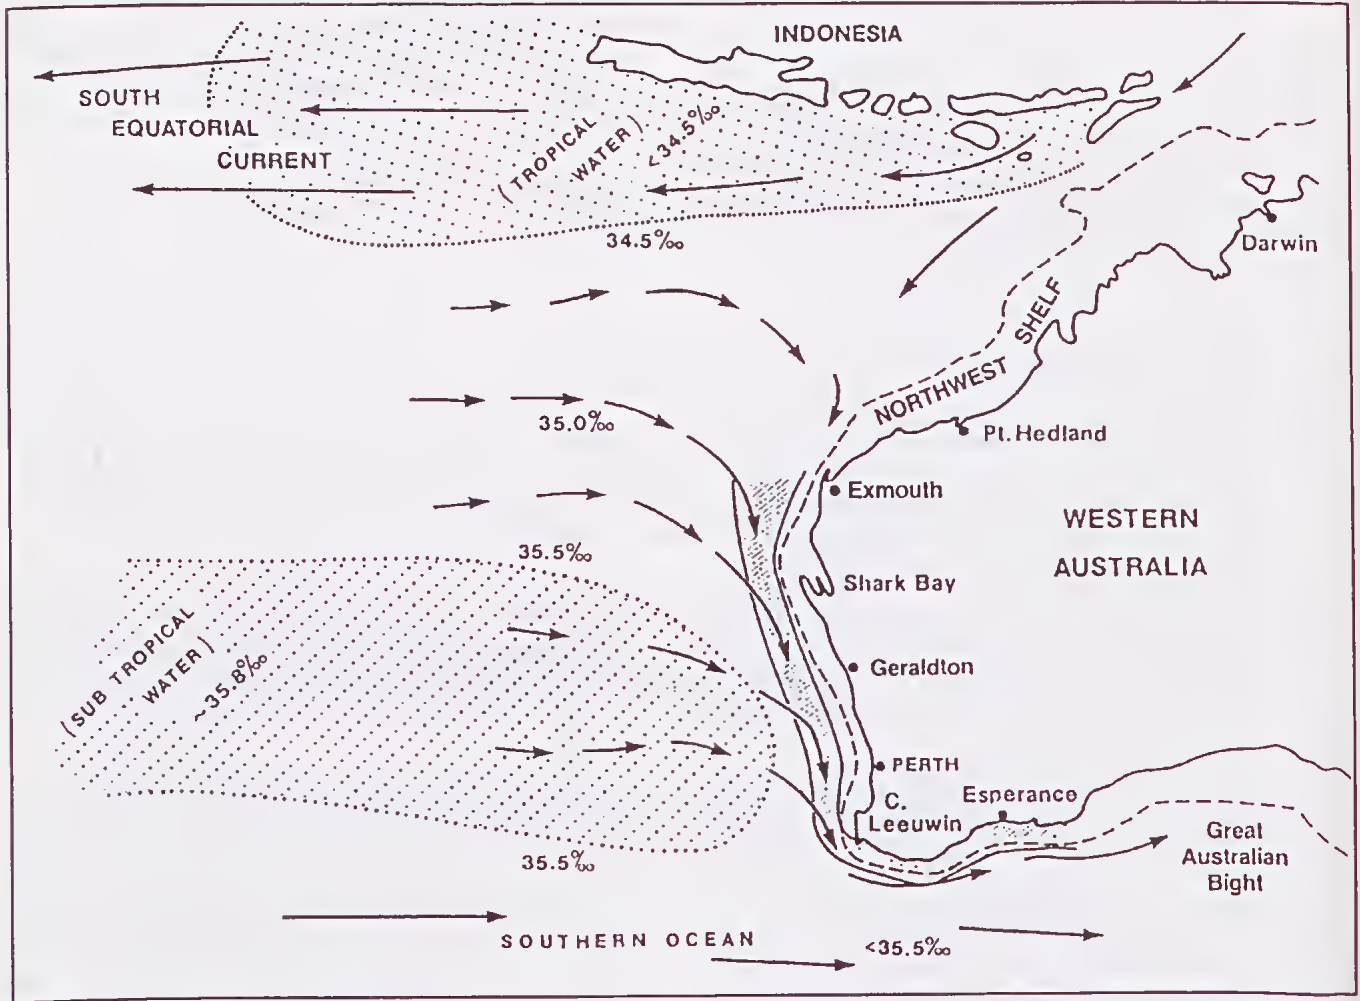 INDONESIA
SOUTH
EQUATORIAL
CURRENT
(TROPICAL
WATER)
<34.5‰
34.5‰
Darwin
NORTHWEST SHELF
35.0‰
Pt. Hedland
Exmouth
WESTERN
AUSTRALIA
35.5‰
Shark Bay
(SUB TROPICAL
WATER)
~35.8‰
Geraldton
PERTH
C.
Leeuwin
Esperance
Great
Australian
Bight
35.5‰
SOUTHERN OCEAN
<35.5‰